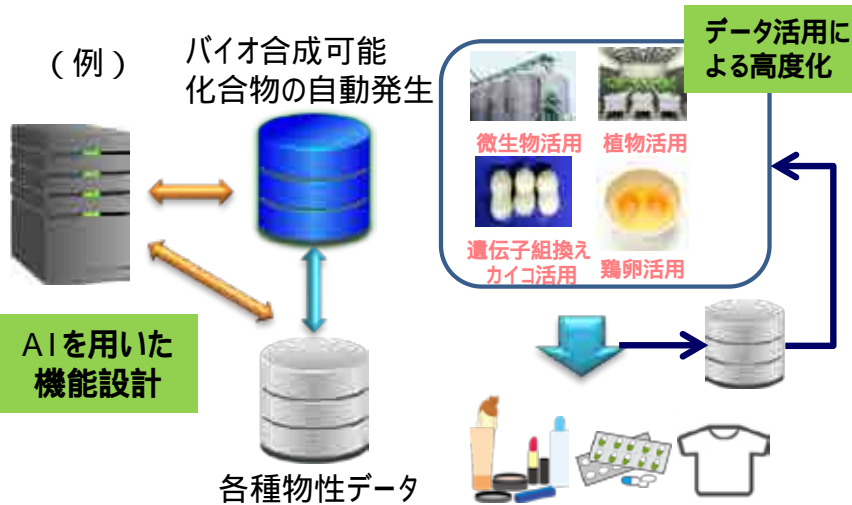 （例）
バイオ合成可能
化合物の自動発生
データ活用に
よる高度化
微生物活用
植物活用
遺伝子組換え
カイコ活用
鶏卵活用
AIを用いた
機能設計
各種物性データ